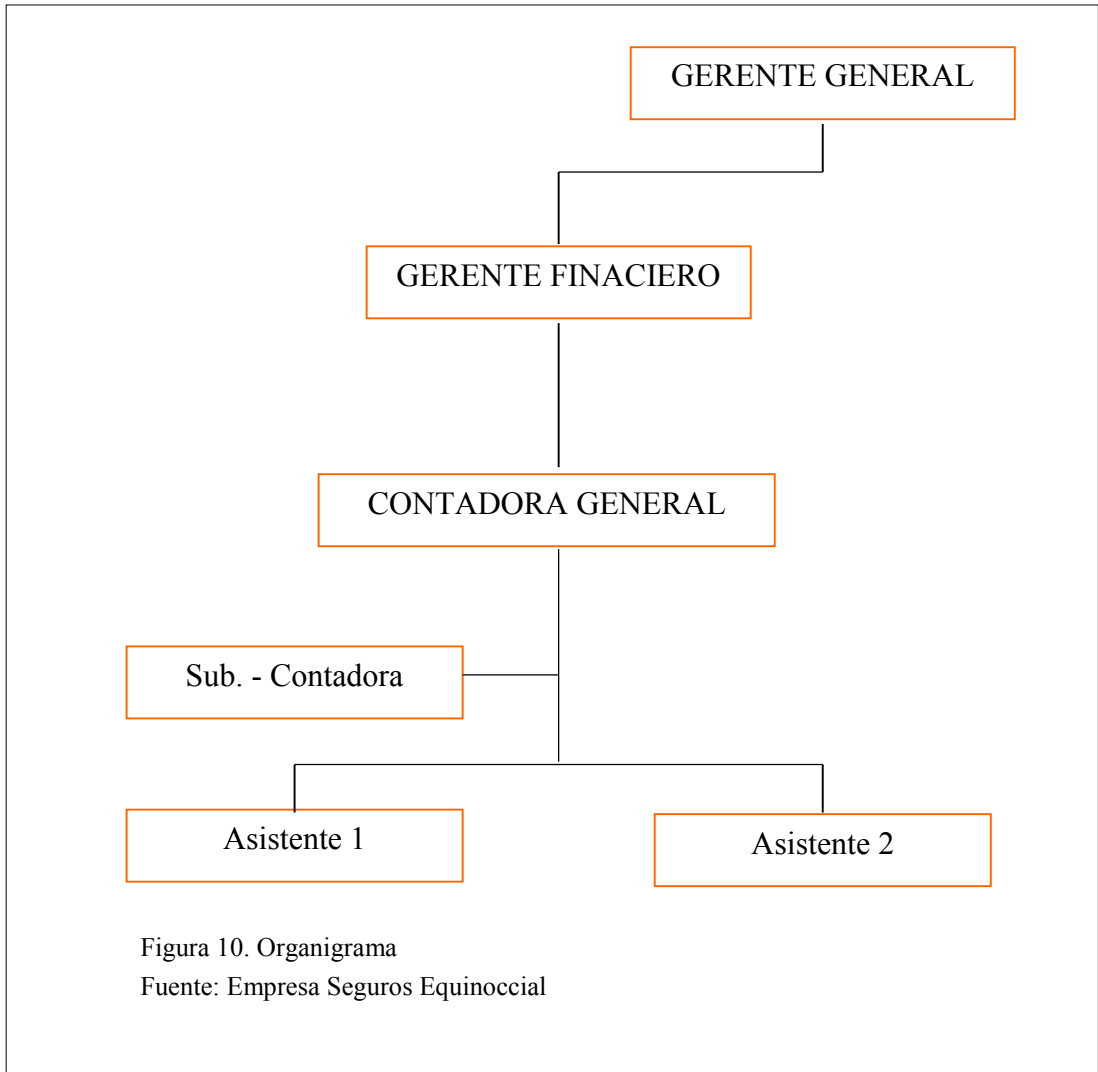 GERENTE GENERAL
GERENTE FINACIERO
CONTADORA GENERAL
Sub. - Contadora
Asistente 1
Asistente 2
Figura 10. Organigrama
Fuente: Empresa Seguros Equinoccial